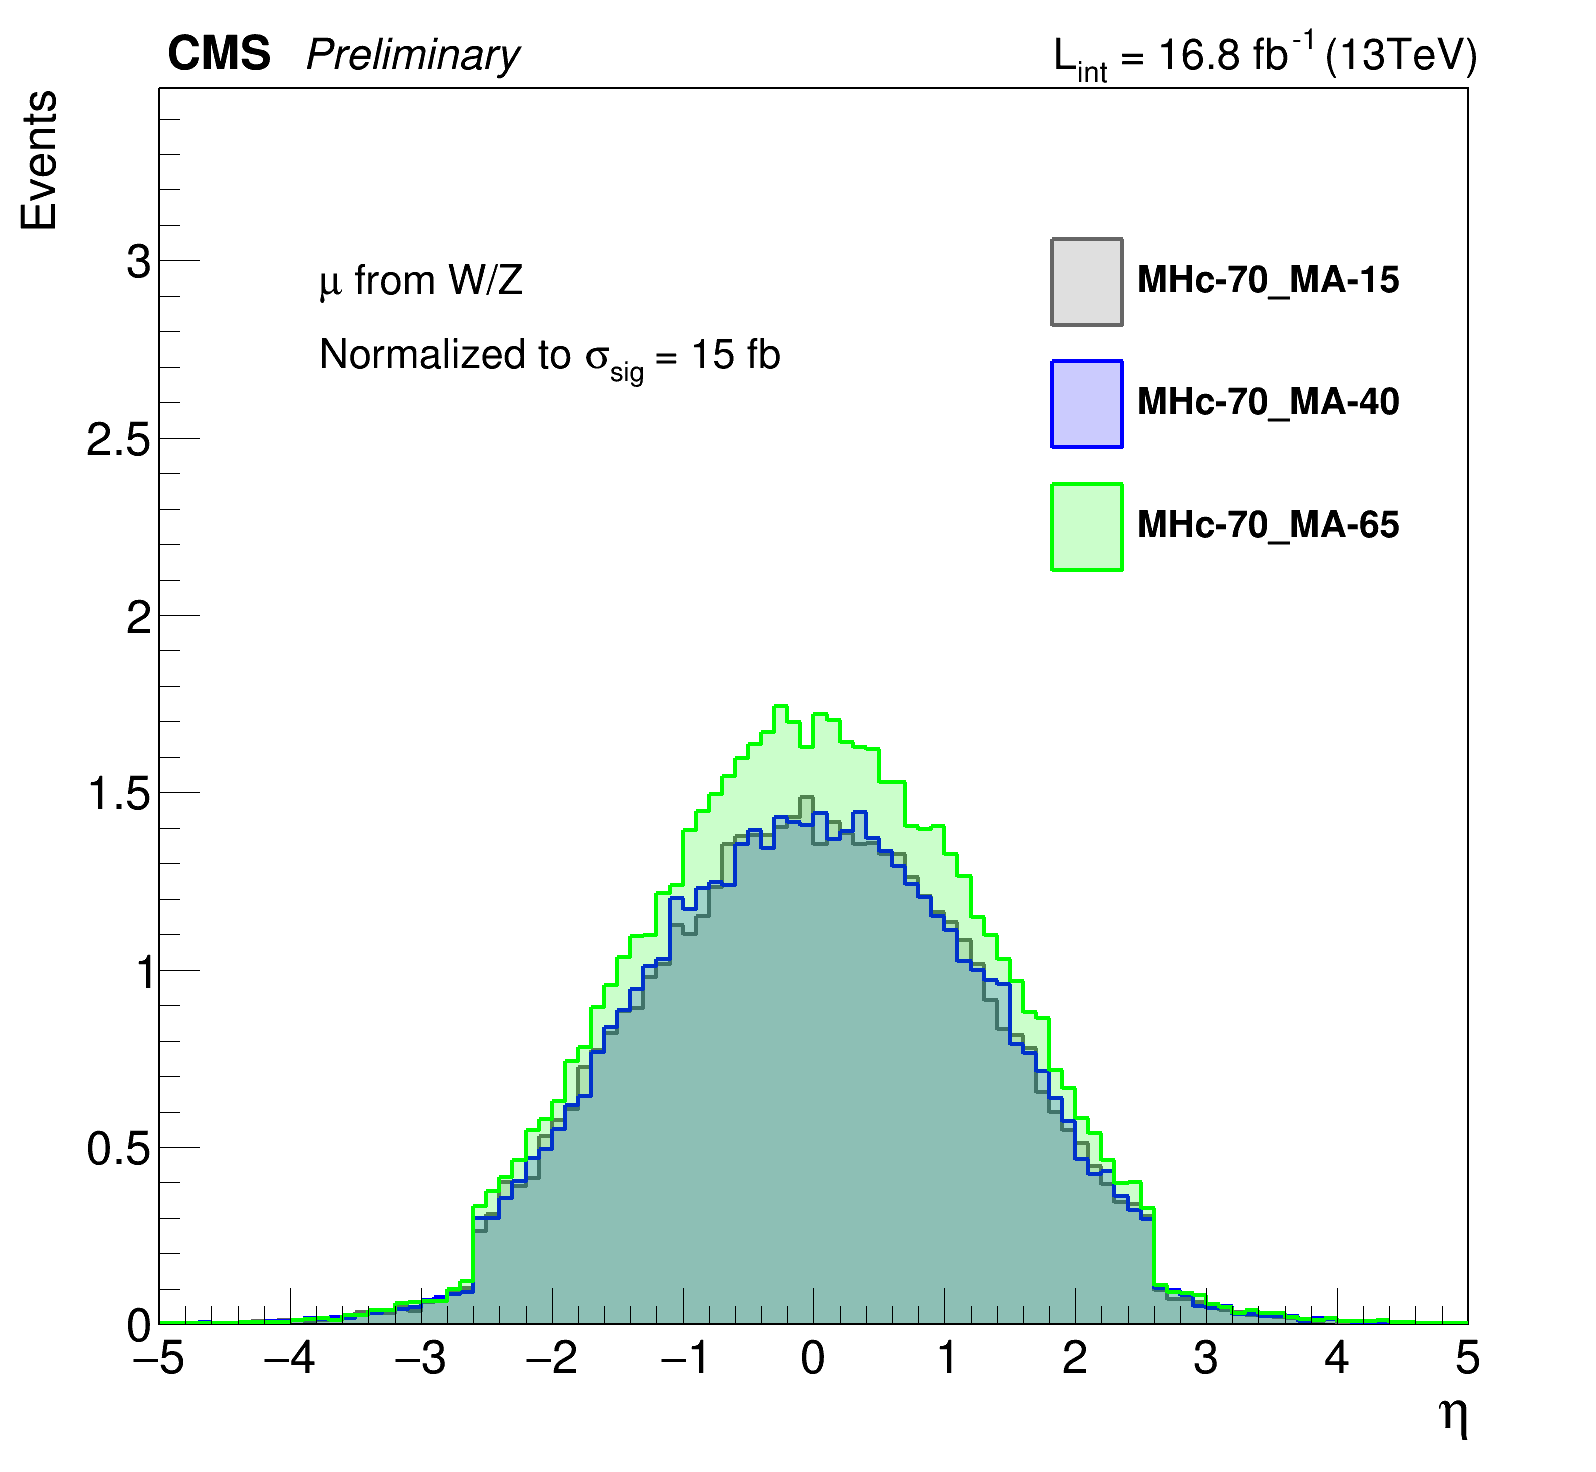 CMS Preliminary L_int = 16.8 fb^-1 (13TeV)
Events
μ from W/Z
Normalized to σ_sig = 15 fb
MHc-70_MA-15
MHc-70_MA-40
MHc-70_MA-65
3
2.5
2
1.5
1
0.5
0
−5 −4 −3 −2 −1 0 1 2 3 4 5
η